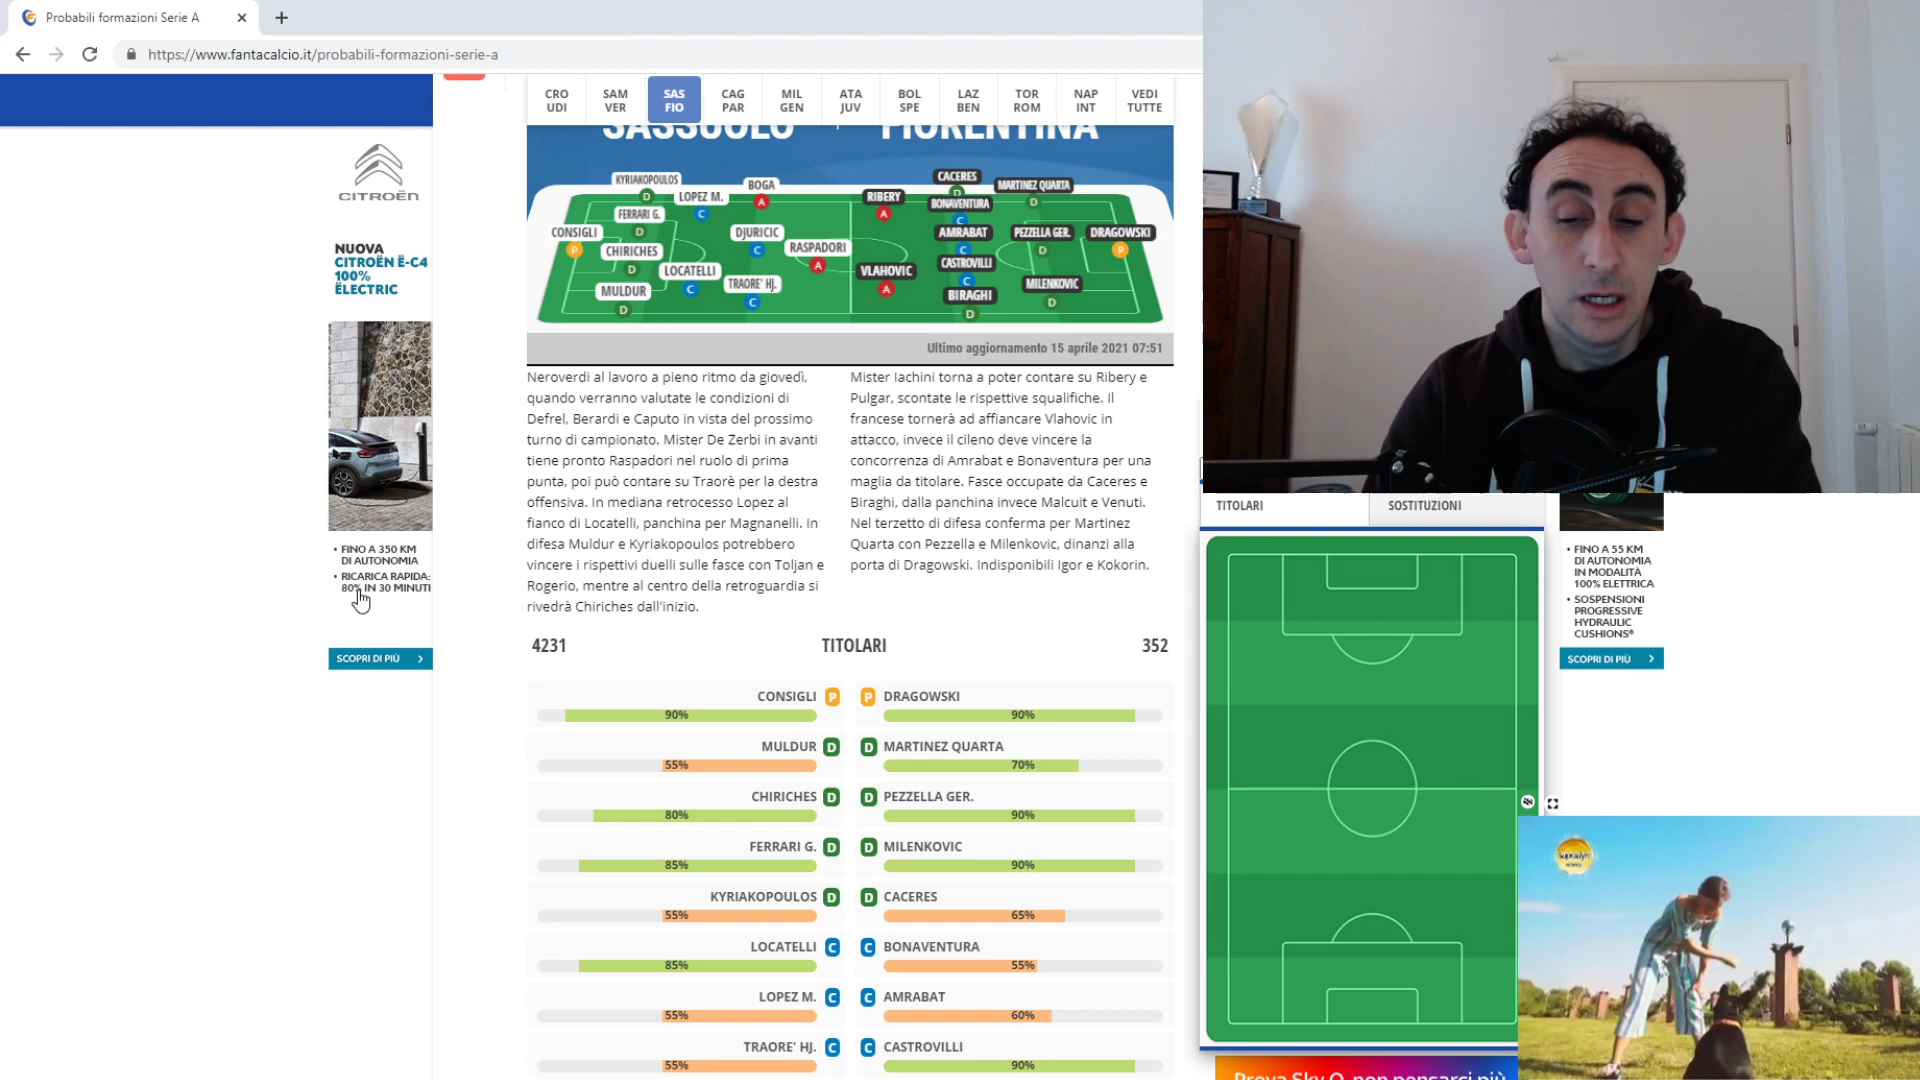 Probabili formazioni Serie A
https://www.fantacalcio.it/probabili-formazioni-serie-a
CRO UDI
SAM VER
SAS FIO
CAG PAR
MIL GEN
ATA JUV
BOL SPE
LAZ BEN
TOR ROM
NAP INT
VEDI TUTTE
SASSUOLO
FIORENTINA
KYRIAKOPOULOS
D
LOPEZ M.
C
BOGA
A
FERRARI G.
D
CONSIGLI
P
CHIRICHES
D
DJURICIC
C
RASPADORI
A
LOCATELLI
C
MULDUR
D
TRAORE' HJ.
C
RIBERY
A
CACERES
D
MARTINEZ QUARTA
D
BONAVENTURA
C
AMRABAT
C
PEZZELLA GER.
D
DRAGOWSKI
P
CASTROVILLI
C
VLAHOVIC
A
MILENKOVIC
D
BIRAGHI
D
Ultimo aggiornamento 15 aprile 2021 07:51
Neroverdi al lavoro a pieno ritmo da giovedì,
quando verranno valutate le condizioni di
Defrel, Berardi e Caputo in vista del prossimo
turno di campionato. Mister De Zerbi in avanti
tiene pronto Raspadori nel ruolo di prima
punta, poi può contare su Traorè per la destra
offensiva. In mediana retrocesso Lopez al
fianco di Locatelli, panchina per Magnanelli. In
difesa Muldur e Kyriakopoulos potrebbero
vincere i rispettivi duelli sulle fasce con Toljan e
Rogerio, mentre al centro della retroguardia si
rivedrà Chiriches dall'inizio.
Mister Iachini torna a poter contare su Ribery e
Pulgar, scontate le rispettive squalifiche. Il
francese tornerà ad affiancare Vlahovic in
attacco, invece il cileno deve vincere la
concorrenza di Amrabat e Bonaventura per una
maglia da titolare. Fasce occupate da Caceres e
Biraghi, dalla panchina invece Malcuit e Venuti.
Nel terzetto di difesa conferma per Martinez
Quarta con Pezzella e Milenkovic, dinanzi alla
porta di Dragowski. Indisponibili Igor e Kokorin.
4231 TITOLARI 352
CONSIGLI P
90%
P DRAGOWSKI
90%
MULDUR D
55%
D MARTINEZ QUARTA
70%
CHIRICHES D
80%
D PEZZELLA GER.
90%
FERRARI G. D
85%
D MILENKOVIC
90%
KYRIAKOPOULOS D
55%
D CACERES
65%
LOCATELLI C
85%
C BONAVENTURA
55%
LOPEZ M. C
55%
C AMRABAT
60%
TRAORE' HJ. C
55%
C CASTROVILLI
90%
CITROËN
NUOVA
CITROËN Ë-C4
100%
ËLECTRIC
• FINO A 350 KM
DI AUTONOMIA
• RICARICA RAPIDA:
80% IN 30 MINUTI
SCOPRI DI PIÙ
TITOLARI
SOSTITUZIONI
• FINO A 55 KM
DI AUTONOMIA
IN MODALITÀ
100% ELETTRICA
• SOSPENSIONI
PROGRESSIVE
HYDRAULIC
CUSHIONS®
SCOPRI DI PIÙ
Supradyn
Prova Sky Q, non pensarci più